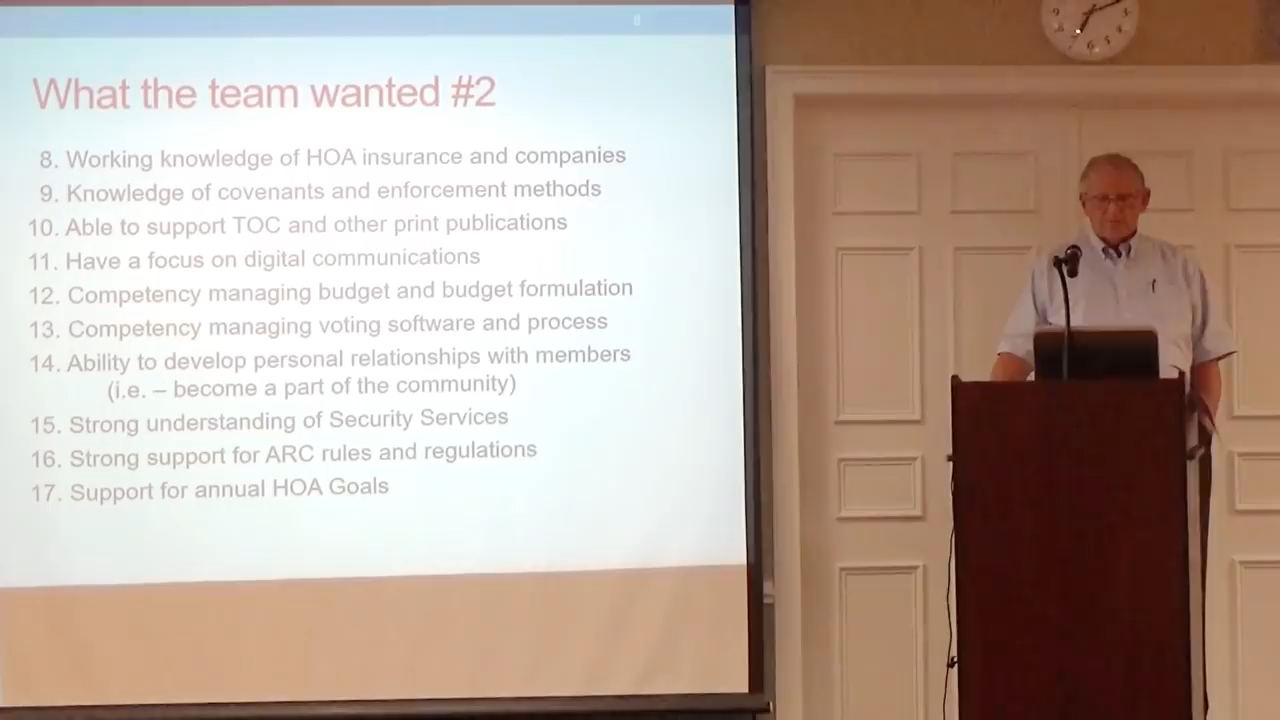 What the team wanted #2
8. Working knowledge of HOA insurance and companies
9. Knowledge of covenants and enforcement methods
10. Able to support TOC and other print publications
11. Have a focus on digital communications
12. Competency managing budget and budget formulation
13. Competency managing voting software and process
14. Ability to develop personal relationships with members
(i.e. – become a part of the community)
15. Strong understanding of Security Services
16. Strong support for ARC rules and regulations
17. Support for annual HOA Goals